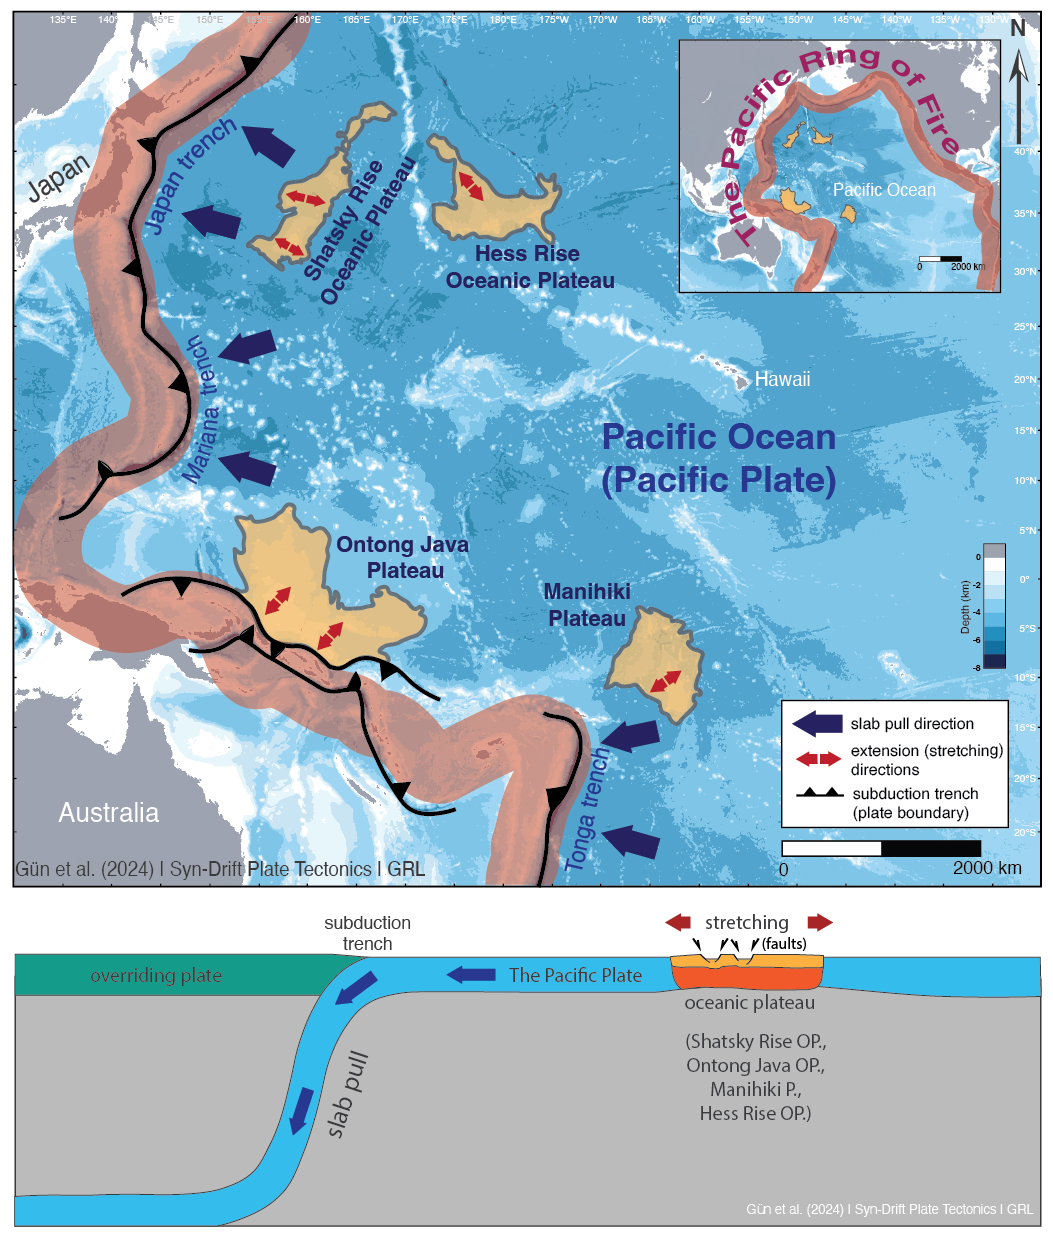 135°E 140°E 145°E 150°E 155°E 160°E 165°E 170°E 175°E 180° 175°W 170°W 165°W 155°W 150°W 145°W 135°W 130°W
N
The Pacific Ring of Fire
Pacific Ocean
0 2000 km
40°N
35°N
30°N
25°N
20°N
15°N
10°N
5°N
0°
5°S
10°S
15°S
20°S
20°S
Japan
Japan trench
Shatsky Rise
Oceanic Plateau
Hess Rise
Oceanic Plateau
Mariana trench
Hawaii
Pacific Ocean
(Pacific Plate)
Ontong Java
Plateau
Manihiki
Plateau
Depth (km)
0
-2
-4
-6
-8
Tonga trench
Australia
slab pull direction
extension (stretching)
directions
subduction trench
(plate boundary)
0 2000 km
Gün et al. (2024) I Syn-Drift Plate Tectonics I GRL
subduction
trench
stretching
(faults)
overriding plate
The Pacific Plate
oceanic plateau
slab pull
(Shatsky Rise OP.,
Ontong Java OP.,
Manihiki P.,
Hess Rise OP.)
Gün et al. (2024) I Syn-Drift Plate Tectonics I GRL